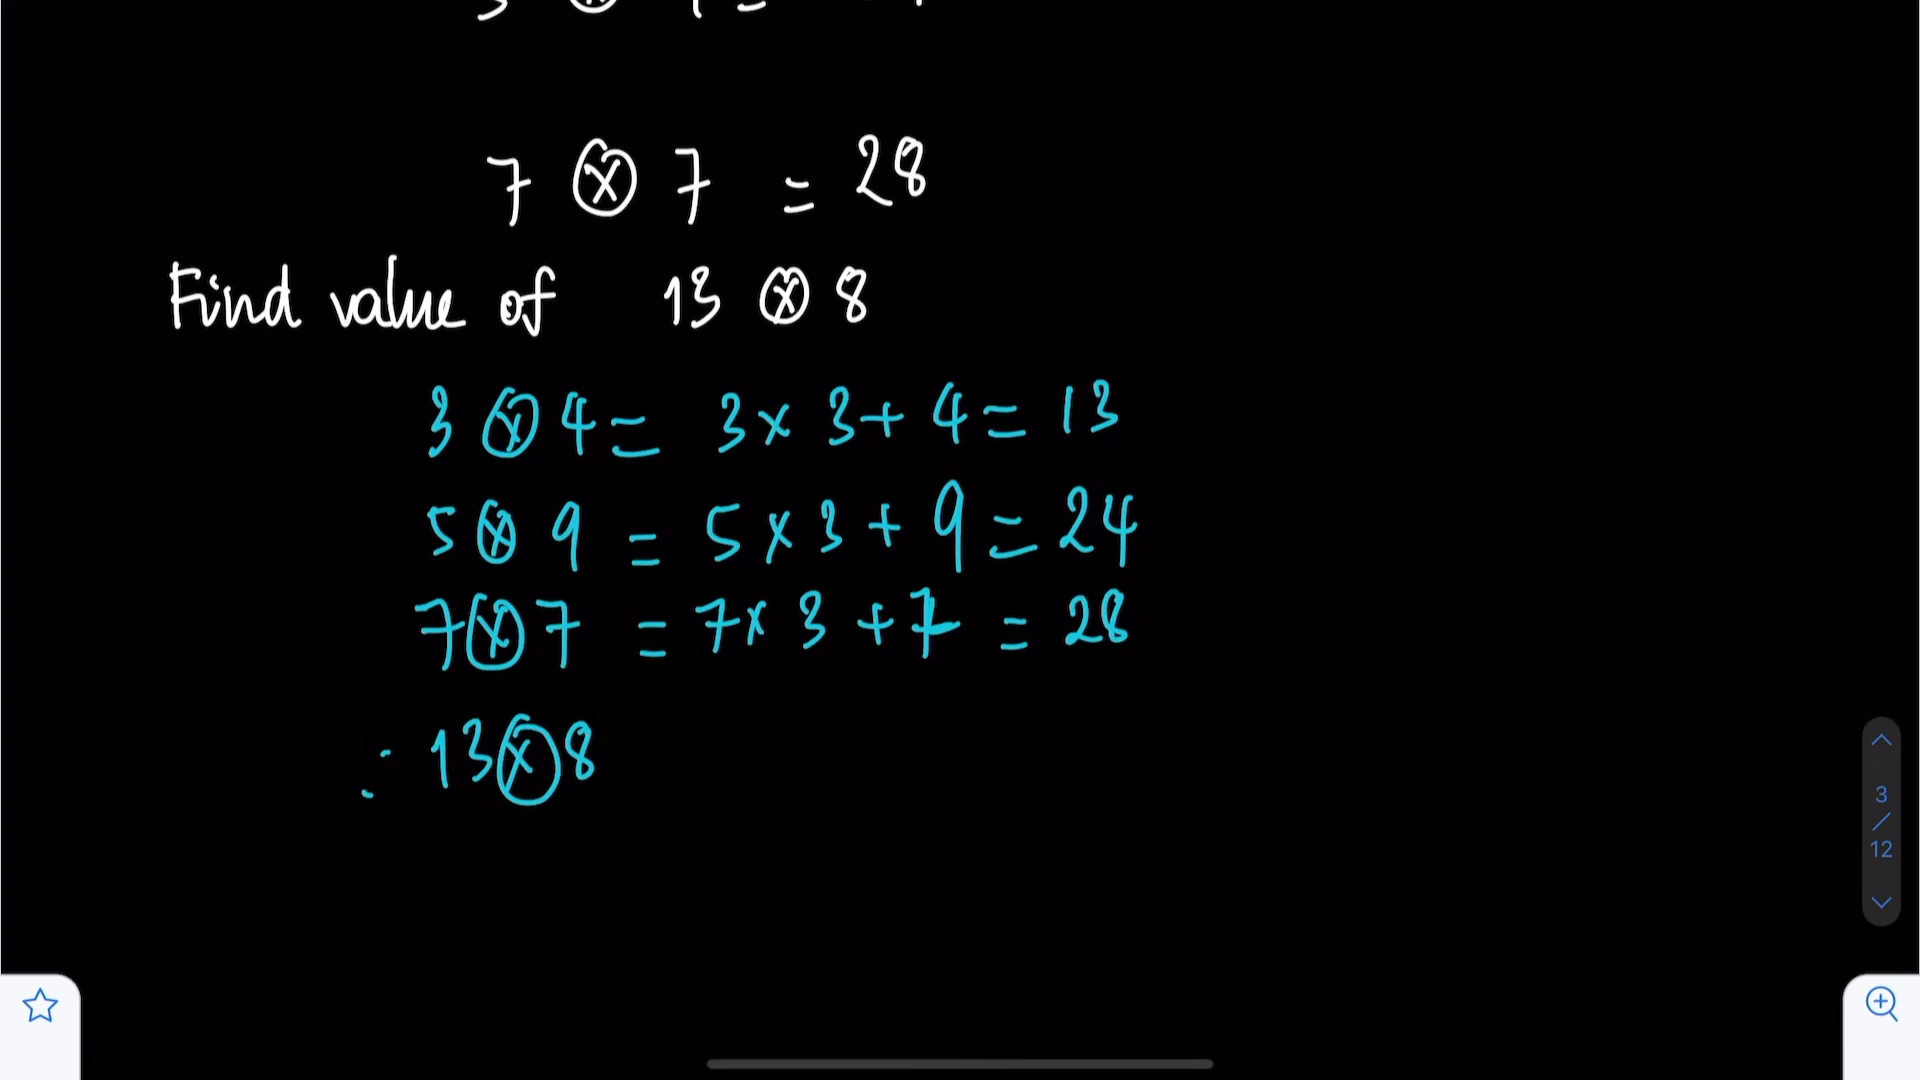 7 ⊗ 7 = 28
Find value of 13 ⊗ 8
3 ⊗ 4 = 3 × 3 + 4 = 13
5 ⊗ 9 = 5 × 3 + 9 = 24
7 ⊗ 7 = 7 × 3 + 7 = 28
∴ 13 ⊗ 8
3
/
12